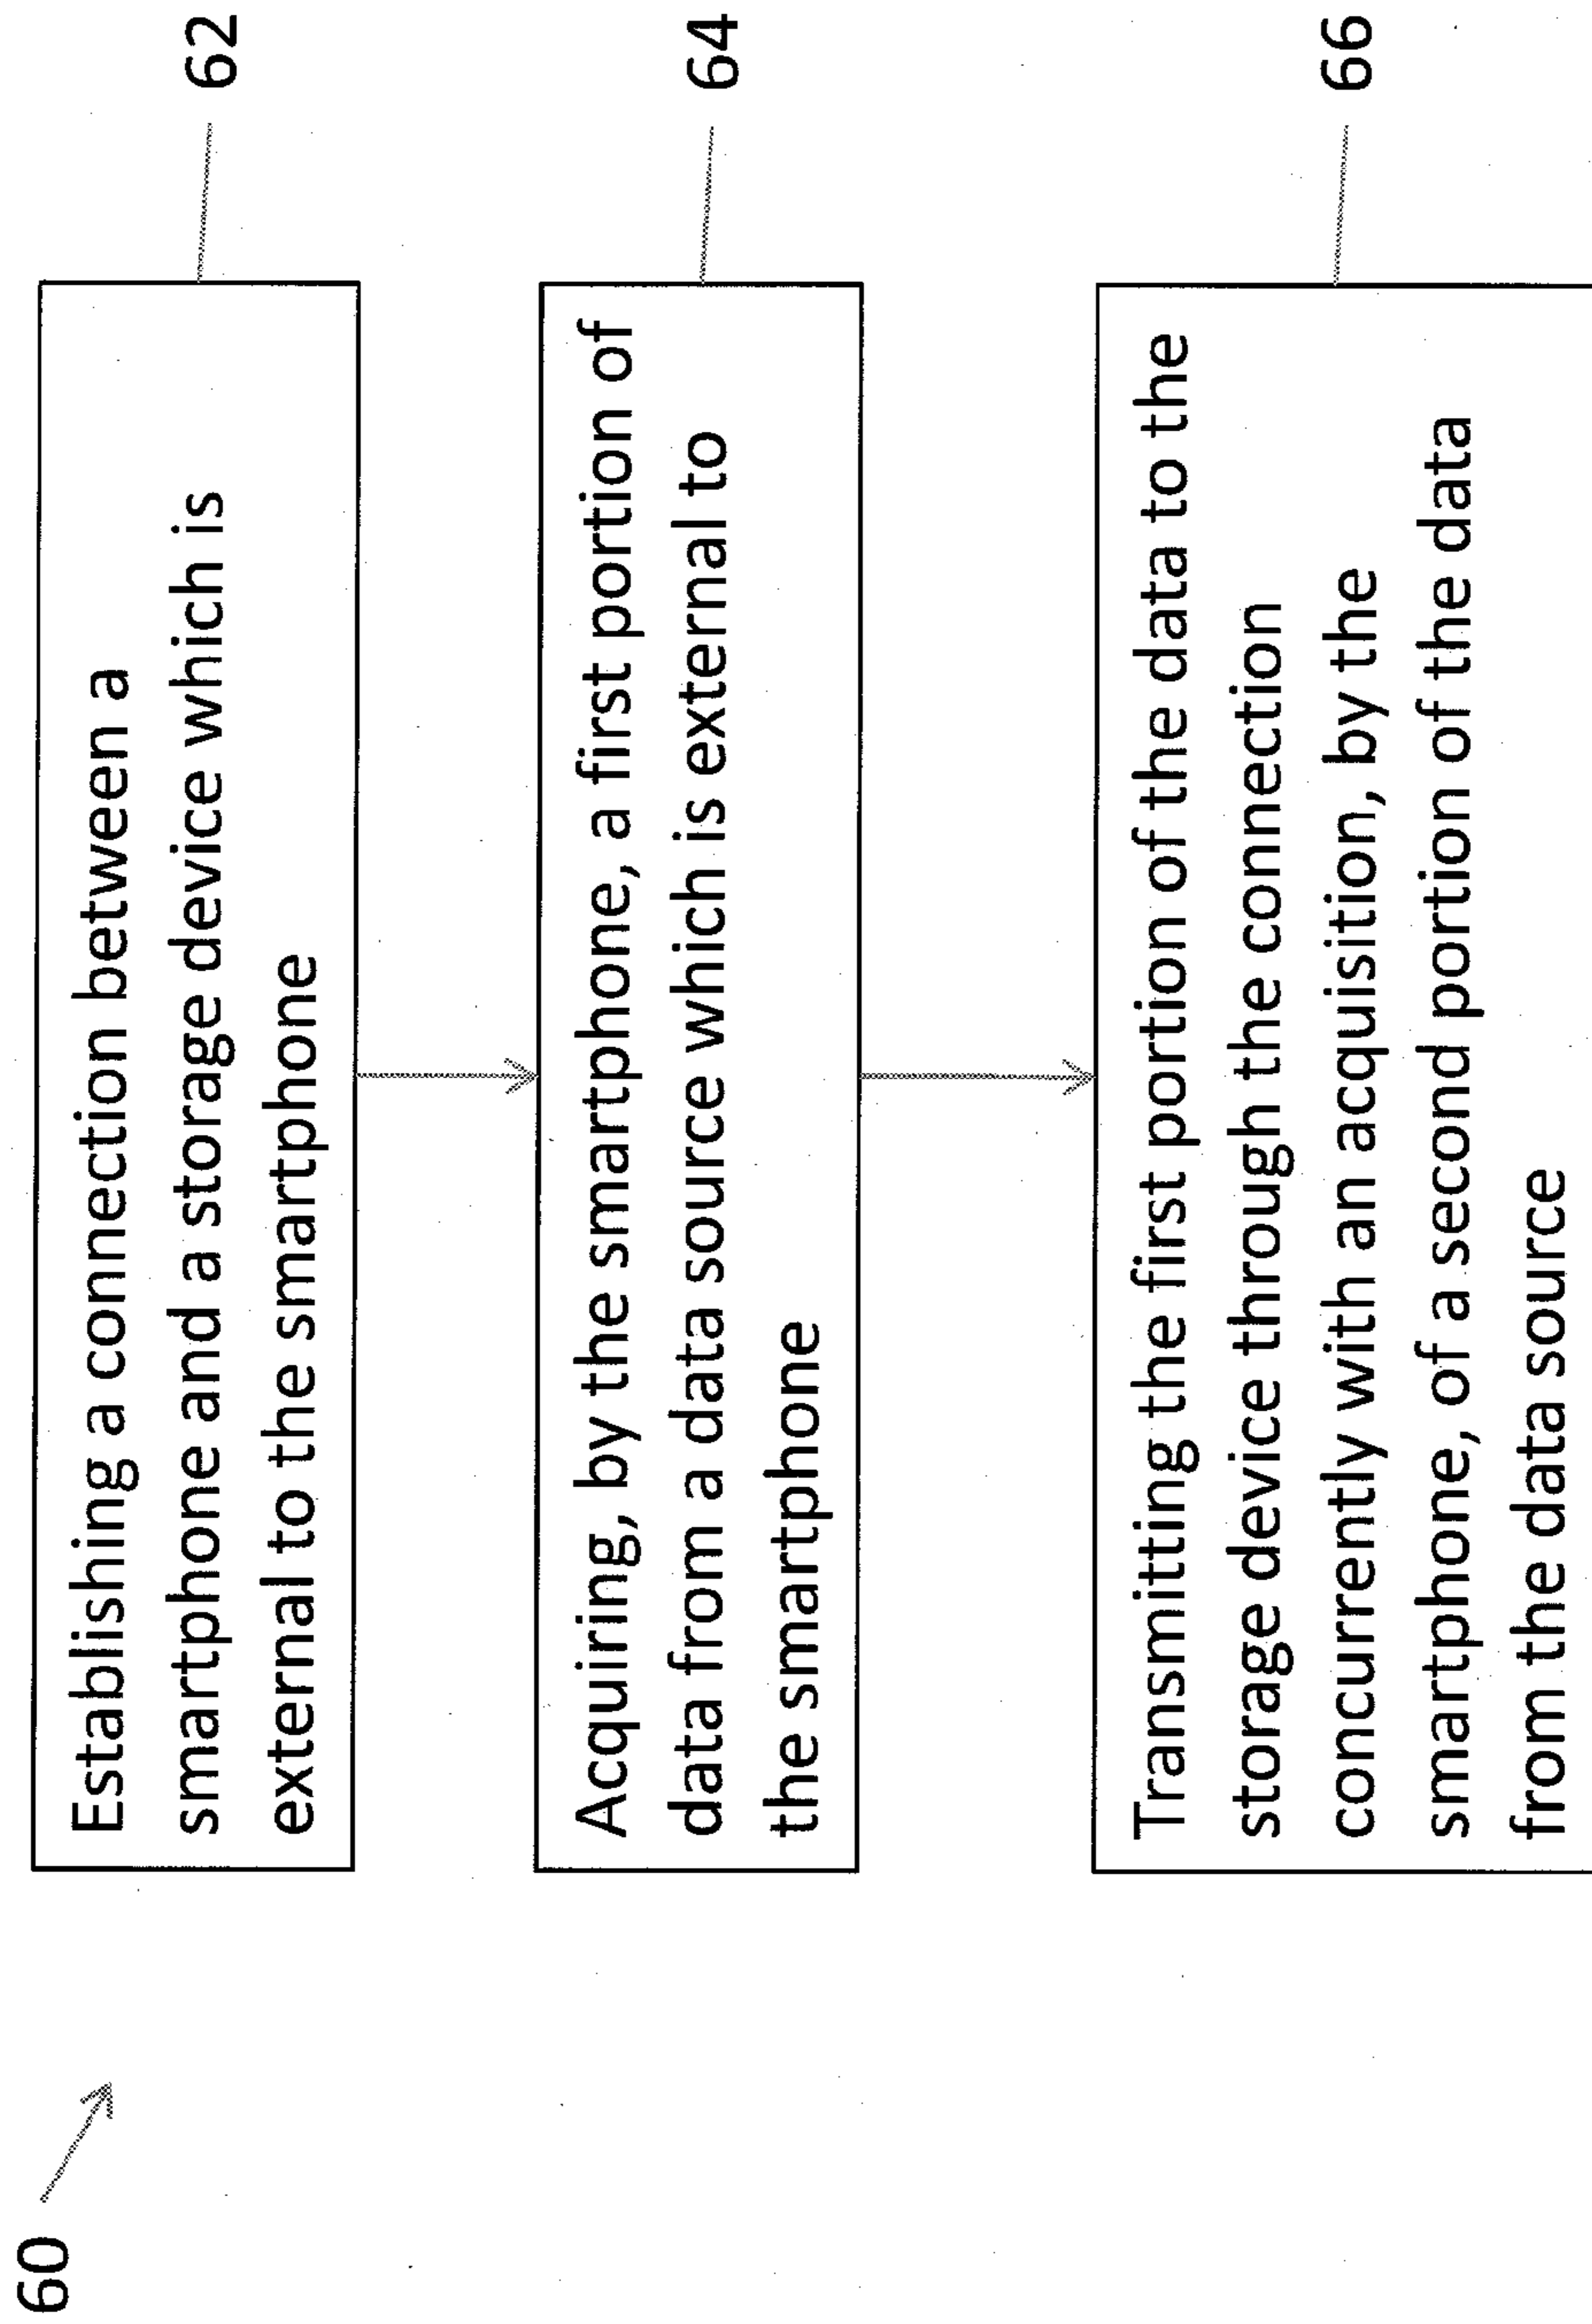 60
Establishing a connection between a
smartphone and a storage device which is
external to the smartphone
62
Acquiring, by the smartphone, a first portion of
data from a data source which is external to
the smartphone
64
Transmitting the first portion of the data to the
storage device through the connection
concurrently with an acquisition, by the
smartphone, of a second portion of the data
from the data source
66